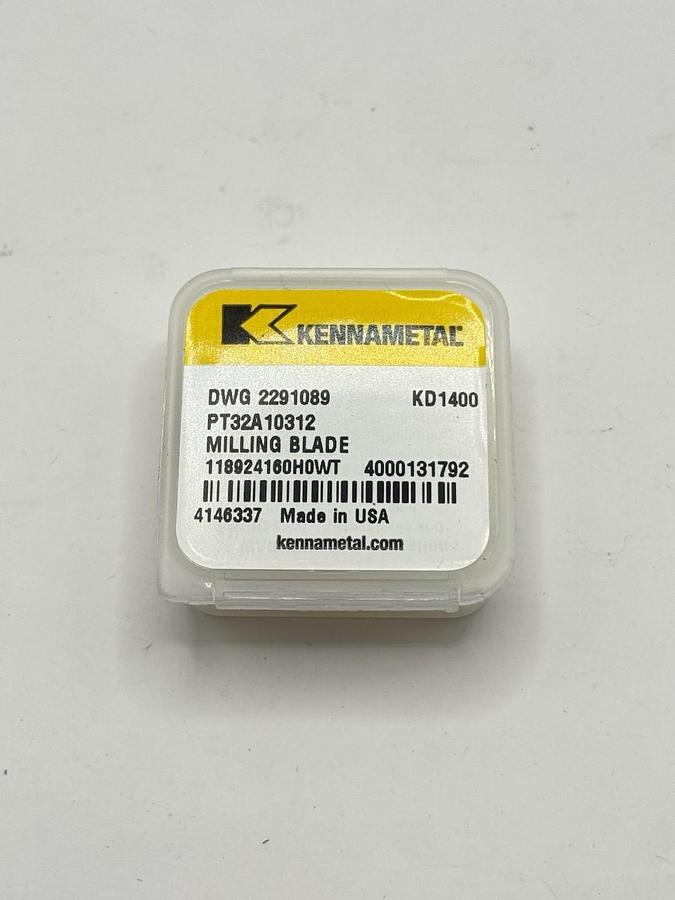 KENNAMETAL
DWG 2291089 KD1400
PT32A10312
MILLING BLADE
118924160H0WT 4000131792
4146337 Made in USA
kennametal.com